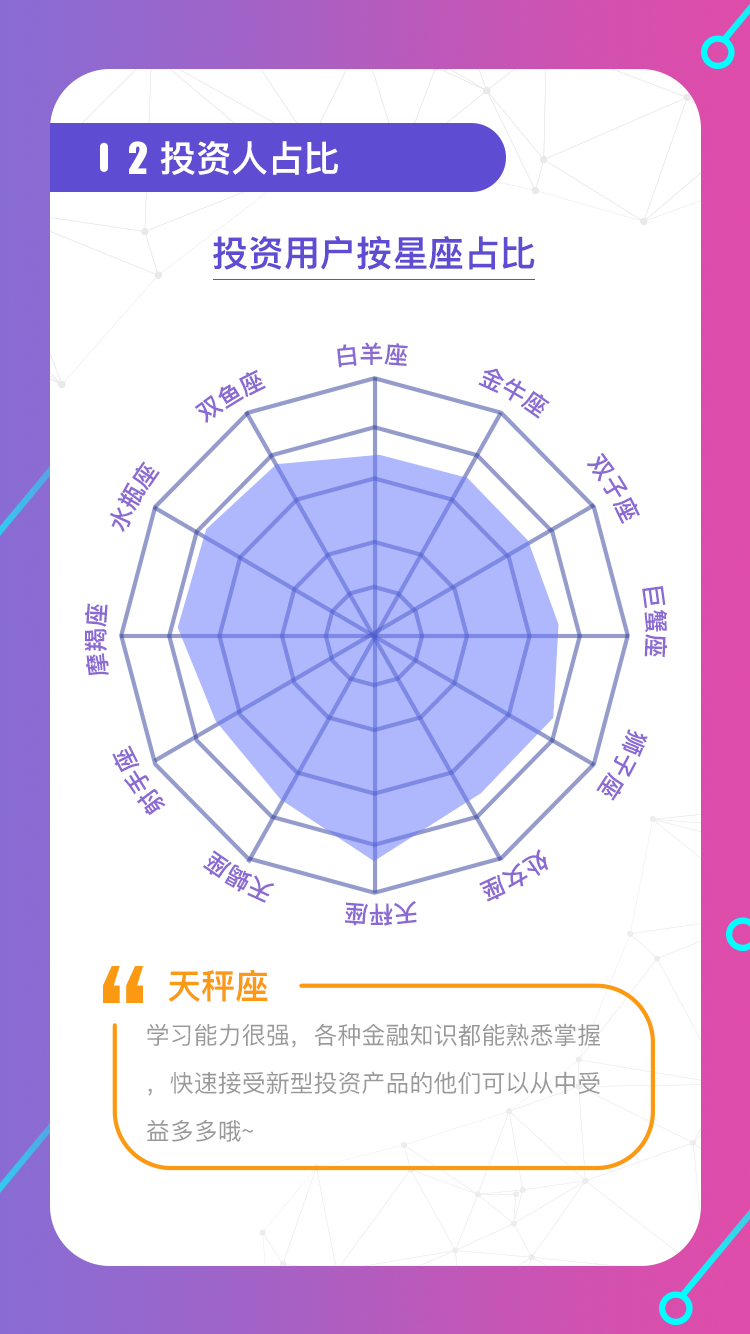 12 投资人占比
投资用户按星座占比
白羊座
金牛座
双子座
巨蟹座
狮子座
处女座
天秤座
天蝎座
射手座
摩羯座
水瓶座
双鱼座
“ 天秤座
学习能力很强，各种金融知识都能熟悉掌握
，快速接受新型投资产品的他们可以从中受
益多多哦~